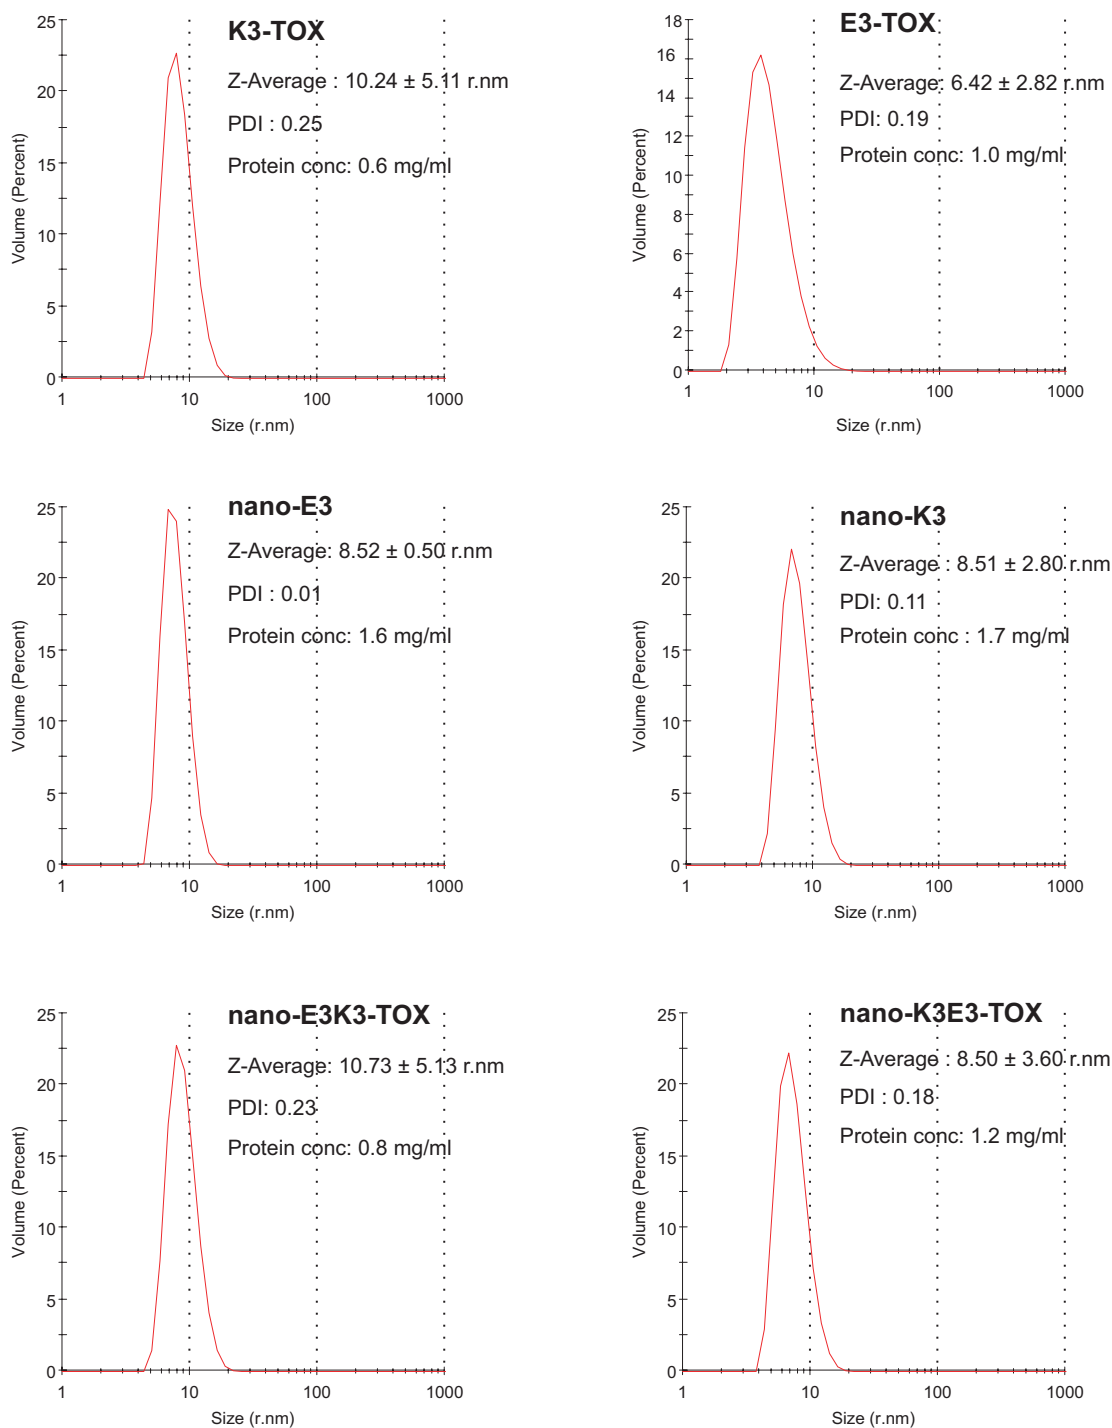 K3-TOX
Z-Average : 10.24 ± 5.11 r.nm
PDI : 0.25
Protein conc: 0.6 mg/ml
Volume (Percent)
25
20
15
10
5
0
1 10 100 1000
Size (r.nm)
E3-TOX
Z-Average: 6.42 ± 2.82 r.nm
PDI: 0.19
Protein conc: 1.0 mg/ml
Volume (Percent)
18
16
14
12
10
8
6
4
2
0
1 10 100 1000
Size (r.nm)
nano-E3
Z-Average: 8.52 ± 0.50 r.nm
PDI : 0.01
Protein conc: 1.6 mg/ml
Volume (Percent)
25
20
15
10
5
0
1 10 100 1000
Size (r.nm)
nano-K3
Z-Average : 8.51 ± 2.80 r.nm
PDI: 0.11
Protein conc : 1.7 mg/ml
Volume (Percent)
25
20
15
10
5
0
1 10 100 1000
Size (r.nm)
nano-E3K3-TOX
Z-Average: 10.73 ± 5.13 r.nm
PDI: 0.23
Protein conc: 0.8 mg/ml
Volume (Percent)
25
20
15
10
5
0
1 10 100 1000
Size (r.nm)
nano-K3E3-TOX
Z-Average : 8.50 ± 3.60 r.nm
PDI : 0.18
Protein conc: 1.2 mg/ml
Volume (Percent)
25
20
15
10
5
0
1 10 100 1000
Size (r.nm)